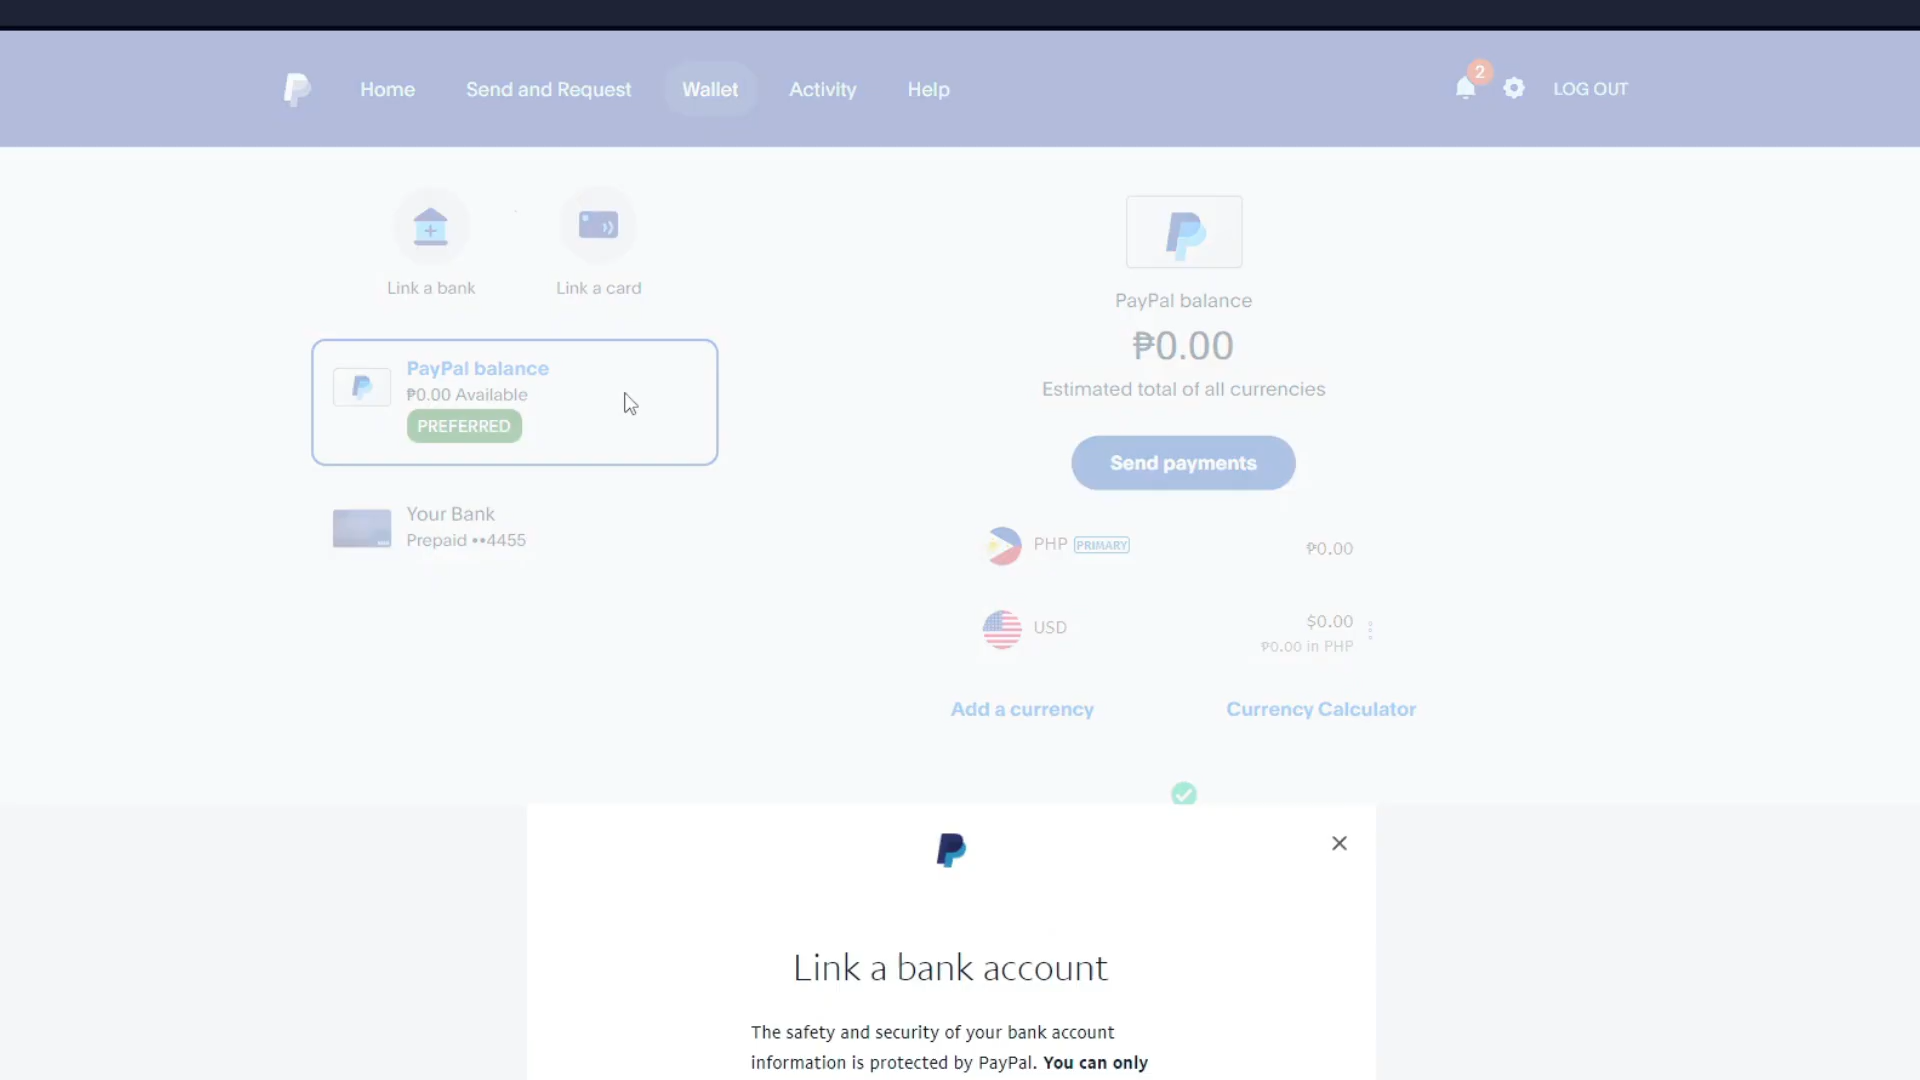 Home
Send and Request
Wallet
Activity
Help
2
LOG OUT
Link a bank
Link a card
PayPal balance
₱0.00 Available
PREFERRED
Your Bank
Prepaid ••4455
PayPal balance
₱0.00
Estimated total of all currencies
Send payments
PHP PRIMARY
₱0.00
USD
$0.00
₱0.00 in PHP
Add a currency
Currency Calculator
Link a bank account
The safety and security of your bank account
information is protected by PayPal. You can only